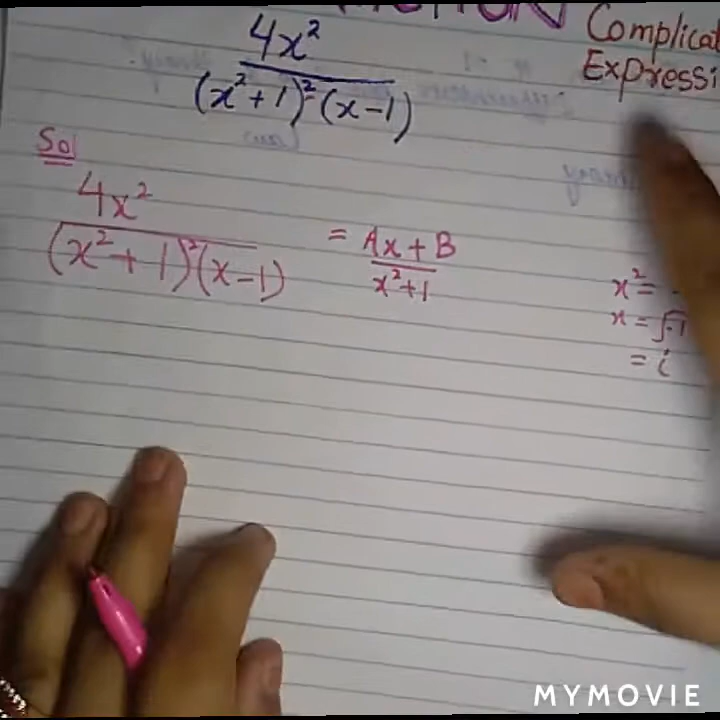 Complicat
Expressi
4x²
(x²+1)²(x-1)
Sol
4x²
(x²+1)²(x-1)
= Ax+B
x²+1
x² =
x = √-1
= i
MYMOVIE